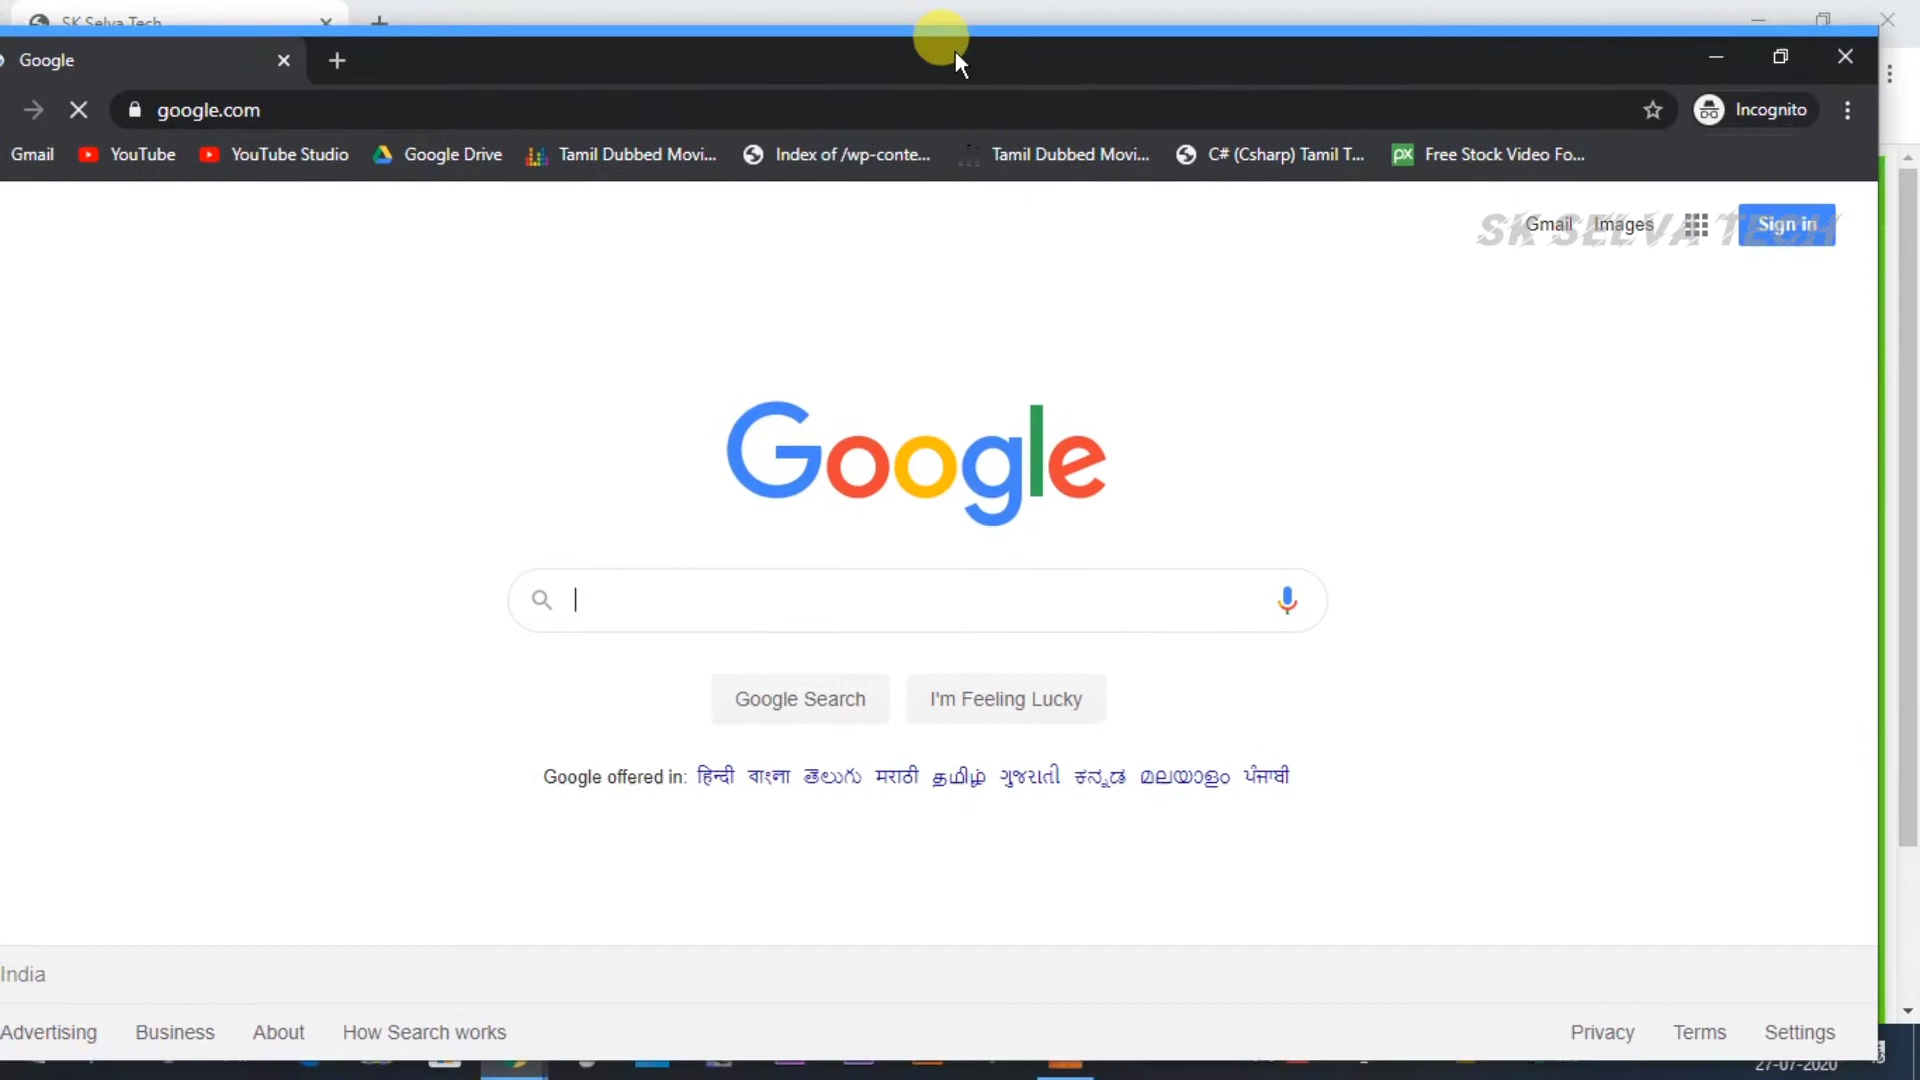 SK Selva Tech
Google
google.com
Incognito
Gmail YouTube YouTube Studio Google Drive Tamil Dubbed Movi... Index of /wp-conte... Tamil Dubbed Movi... C# (Csharp) Tamil T... Free Stock Video Fo...
Gmail Images Sign in
SK SELVA TECH
Google
Google Search I'm Feeling Lucky
Google offered in: हिन्दी বাংলা తెలుగు मराठी தமிழ் ગુજરાતી ಕನ್ನಡ മലയാളം ਪੰਜਾਬੀ
India
Advertising Business About How Search works Privacy Terms Settings
27-07-2020